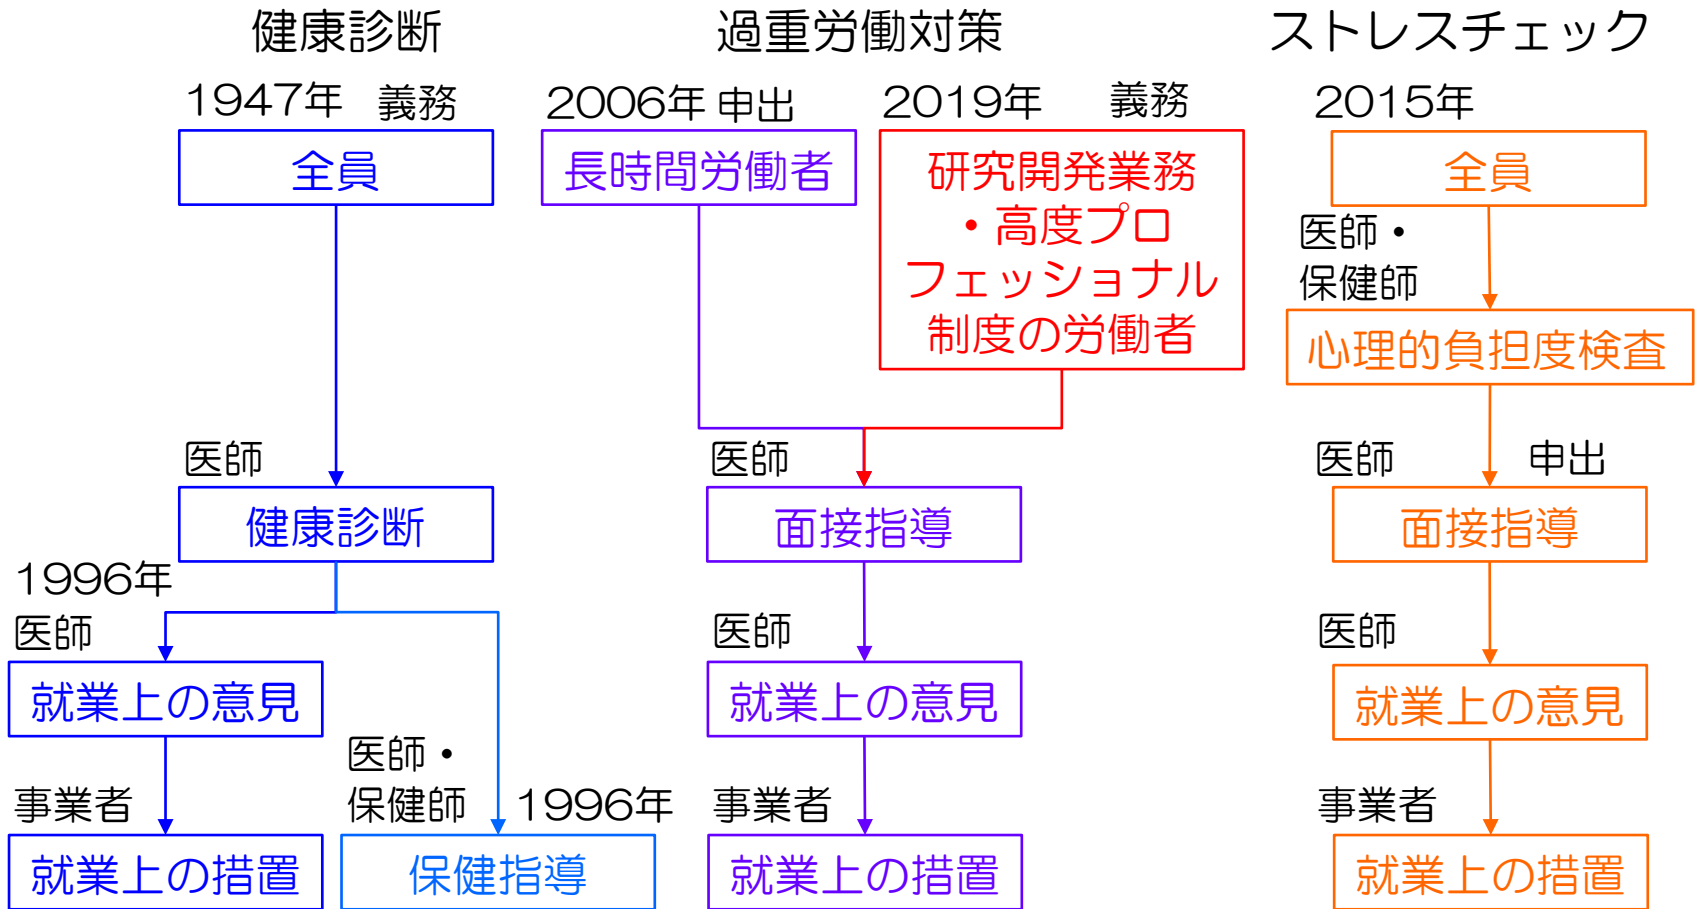 健康診断
過重労働対策
ストレスチェック
1947年 義務
2006年 申出
2019年 義務
2015年
全員
長時間労働者
研究開発業務
・高度プロ
フェッショナル
制度の労働者
全員
医師・
保健師
心理的負担度検査
医師
健康診断
医師
面接指導
医師 申出
面接指導
1996年
医師
就業上の意見
医師
就業上の意見
医師
就業上の意見
事業者
就業上の措置
医師・
保健師 1996年
保健指導
事業者
就業上の措置
事業者
就業上の措置